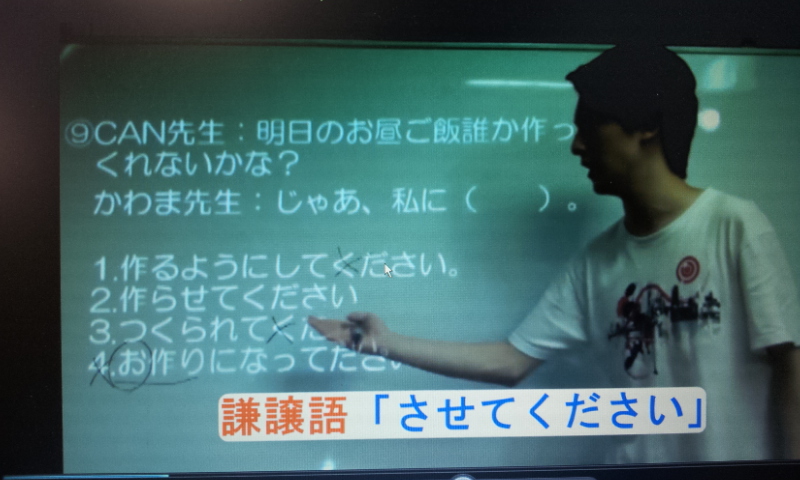 ⑨CAN先生：明日のお昼ご飯誰か作っ
くれないかな？
かわま先生：じゃあ、私に（　　）。
1.作るようにしてください。
2.作らせてください
3.つくられてくだ
4.お作りになってださい
謙譲語「させてください」